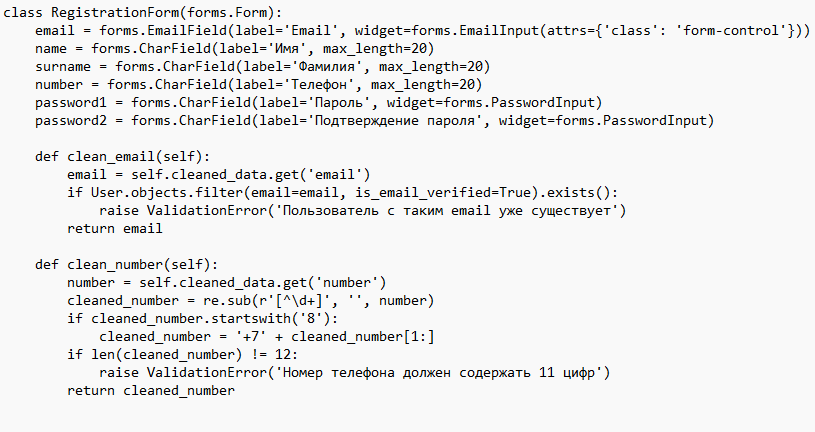 class RegistrationForm(forms.Form):
    email = forms.EmailField(label='Email', widget=forms.EmailInput(attrs={'class': 'form-control'}))
    name = forms.CharField(label='Имя', max_length=20)
    surname = forms.CharField(label='Фамилия', max_length=20)
    number = forms.CharField(label='Телефон', max_length=20)
    password1 = forms.CharField(label='Пароль', widget=forms.PasswordInput)
    password2 = forms.CharField(label='Подтверждение пароля', widget=forms.PasswordInput)

    def clean_email(self):
        email = self.cleaned_data.get('email')
        if User.objects.filter(email=email, is_email_verified=True).exists():
            raise ValidationError('Пользователь с таким email уже существует')
        return email

    def clean_number(self):
        number = self.cleaned_data.get('number')
        cleaned_number = re.sub(r'[^\d+]', '', number)
        if cleaned_number.startswith('8'):
            cleaned_number = '+7' + cleaned_number[1:]
        if len(cleaned_number) != 12:
            raise ValidationError('Номер телефона должен содержать 11 цифр')
        return cleaned_number